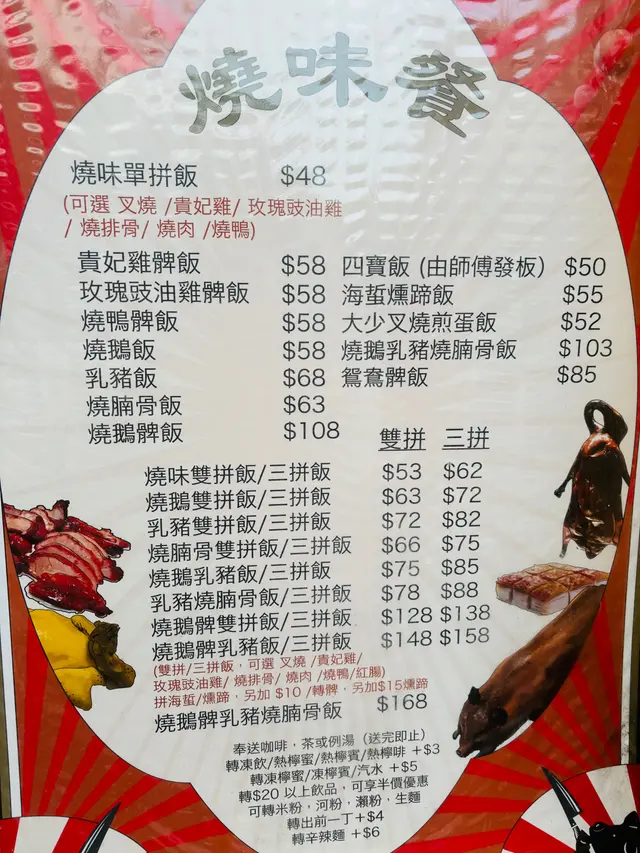 燒味餐
燒味單拼飯 $48
(可選 叉燒 /貴妃雞/ 玫瑰豉油雞
/ 燒排骨/ 燒肉 /燒鴨)
貴妃雞髀飯 $58
玫瑰豉油雞髀飯 $58
燒鴨髀飯 $58
燒鵝飯 $58
乳豬飯 $68
燒腩骨飯 $63
燒鵝髀飯 $108
四寶飯 (由師傅發板) $50
海蜇燻蹄飯 $55
大少叉燒煎蛋飯 $52
燒鵝乳豬燒腩骨飯 $103
鴛鴦髀飯 $85
雙拼 三拼
燒味雙拼飯/三拼飯 $53 $62
燒鵝雙拼飯/三拼飯 $63 $72
乳豬雙拼飯/三拼飯 $72 $82
燒腩骨雙拼飯/三拼飯 $66 $75
燒鵝乳豬飯/三拼飯 $75 $85
乳豬燒腩骨飯/三拼飯 $78 $88
燒鵝髀雙拼飯/三拼飯 $128 $138
燒鵝髀乳豬飯/三拼飯 $148 $158
(雙拼/三拼飯，可選 叉燒 /貴妃雞/
玫瑰豉油雞/ 燒排骨/ 燒肉 /燒鴨/紅腸)
拼海蜇/燻蹄，另加 $10 /轉髀，另加$15燻蹄
燒鵝髀乳豬燒腩骨飯 $168
奉送咖啡，茶或例湯（送完即止）
轉凍飲/熱檸蜜/熱檸賓/熱檸啡 +$3
轉凍檸蜜/凍檸賓/汽水 +$5
轉$20 以上飲品，可享半價優惠
可轉米粉，河粉，瀨粉，生麵
轉出前一丁+$4
轉辛辣麵 +$6